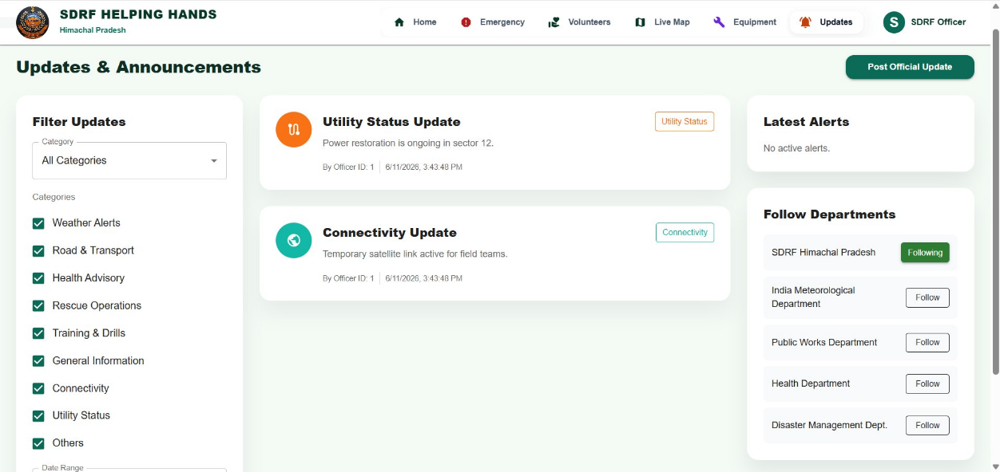 SDRF HELPING HANDS
Himachal Pradesh
Home
Emergency
Volunteers
Live Map
Equipment
Updates
S
SDRF Officer
Updates & Announcements
Post Official Update
Filter Updates
Category
All Categories
Categories
Weather Alerts
Road & Transport
Health Advisory
Rescue Operations
Training & Drills
General Information
Connectivity
Utility Status
Others
Date Range
Utility Status Update
Utility Status
Power restoration is ongoing in sector 12.
By Officer ID: 1
6/11/2026, 3:43:48 PM
Connectivity Update
Connectivity
Temporary satellite link active for field teams.
By Officer ID: 1
6/11/2026, 3:43:48 PM
Latest Alerts
No active alerts.
Follow Departments
SDRF Himachal Pradesh
Following
India Meteorological
Department
Follow
Public Works Department
Follow
Health Department
Follow
Disaster Management Dept.
Follow